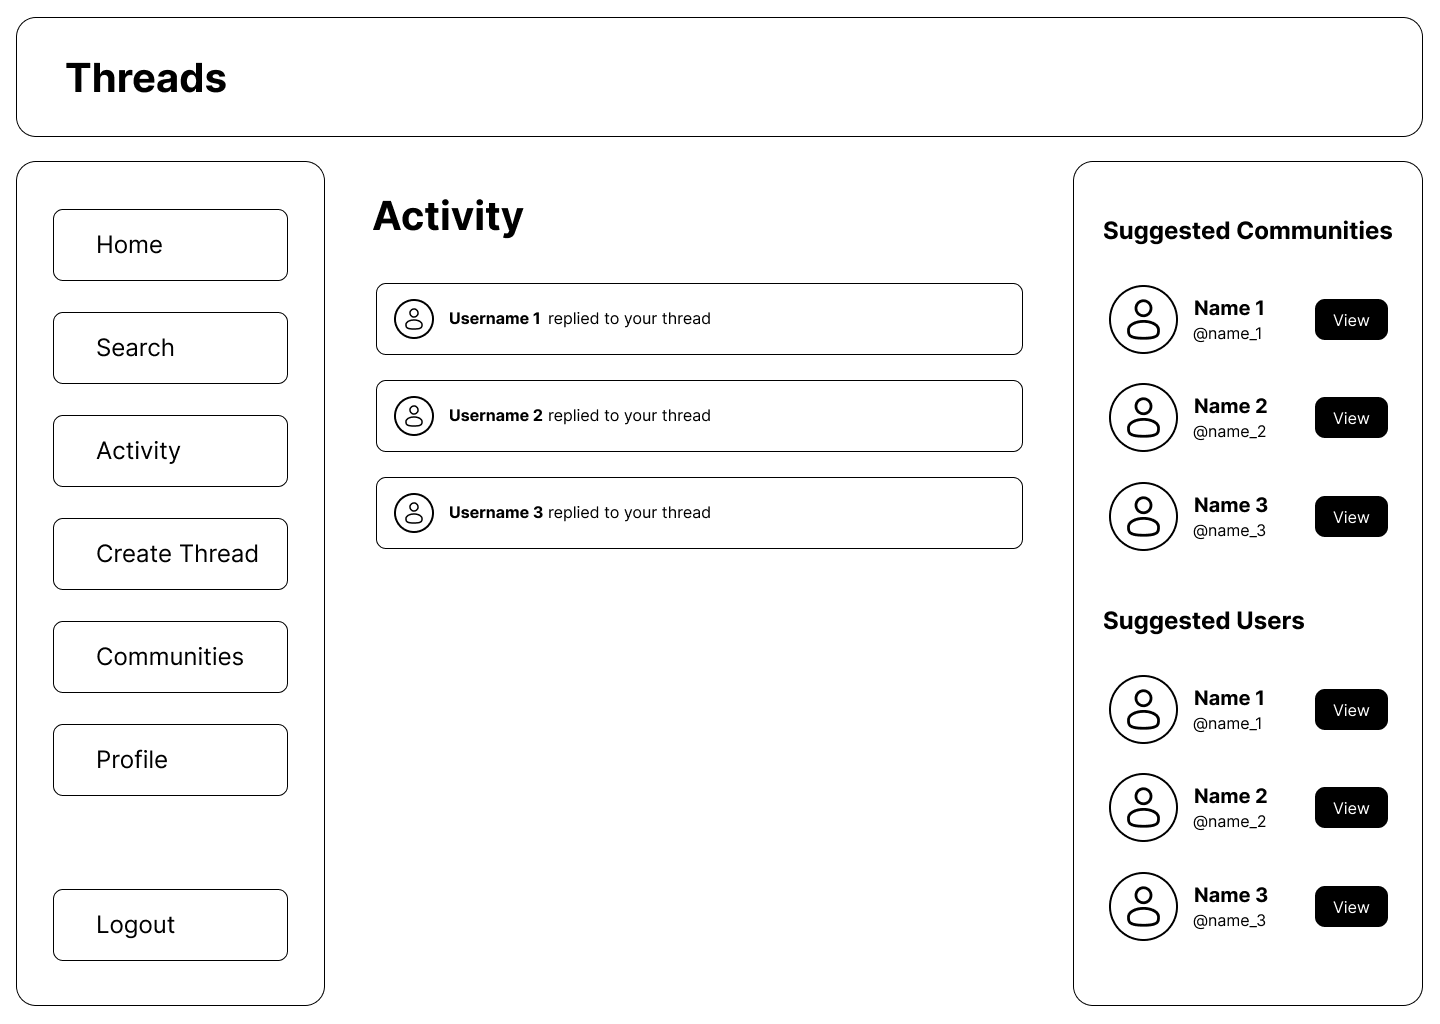 Threads
Home
Search
Activity
Create Thread
Communities
Profile
Logout
Activity
Username 1 replied to your thread
Username 2 replied to your thread
Username 3 replied to your thread
Suggested Communities
Name 1
@name_1
View
Name 2
@name_2
View
Name 3
@name_3
View
Suggested Users
Name 1
@name_1
View
Name 2
@name_2
View
Name 3
@name_3
View